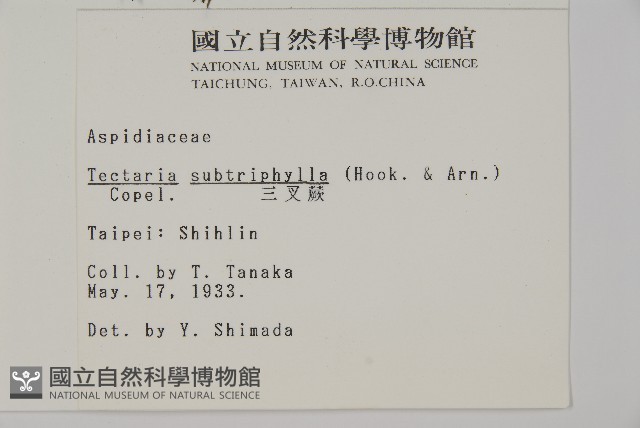 國立自然科學博物館
NATIONAL MUSEUM OF NATURAL SCIENCE
TAICHUNG, TAIWAN, R.O.CHINA
Aspidiaceae
Tectaria subtriphylla (Hook. & Arn.)
Copel. 三叉蕨
Taipei: Shihlin
Coll. by T. Tanaka
May. 17, 1933.
Det. by Y. Shimada
國立自然科學博物館
NATIONAL MUSEUM OF NATURAL SCIENCE